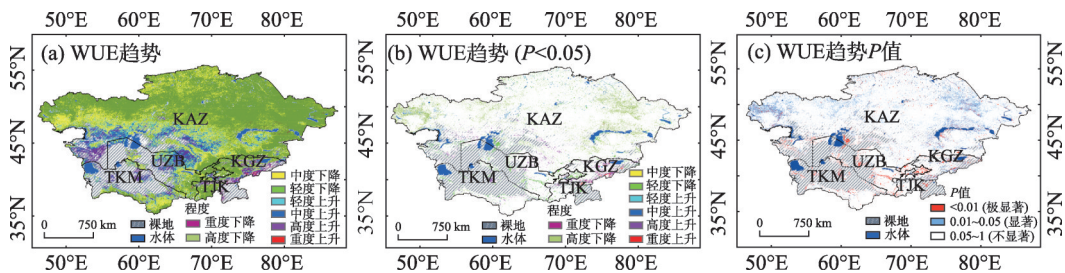 50°E 60°E 70°E 80°E 50°E 60°E 70°E 80°E 50°E 60°E 70°E 80°E
(a) WUE趋势
(b) WUE趋势 (P<0.05)
(c) WUE趋势P值
55°N
45°N
35°N
KAZ
UZB
KGZ
TKM
TJK
0 750 km
裸地
水体
程度
重度下降
高度下降
中度下降
轻度下降
轻度上升
中度上升
高度上升
重度上升
55°N
45°N
35°N
KAZ
UZB
KGZ
TKM
TJK
0 750 km
裸地
水体
程度
重度下降
高度下降
中度下降
轻度下降
轻度上升
中度上升
高度上升
重度上升
55°N
45°N
35°N
KAZ
UZB
KGZ
TKM
TJK
0 750 km
裸地
水体
P值
<0.01 (极显著)
0.01~0.05 (显著)
0.05~1 (不显著)
55°N
45°N
35°N
50°E 60°E 70°E 80°E 50°E 60°E 70°E 80°E 50°E 60°E 70°E 80°E